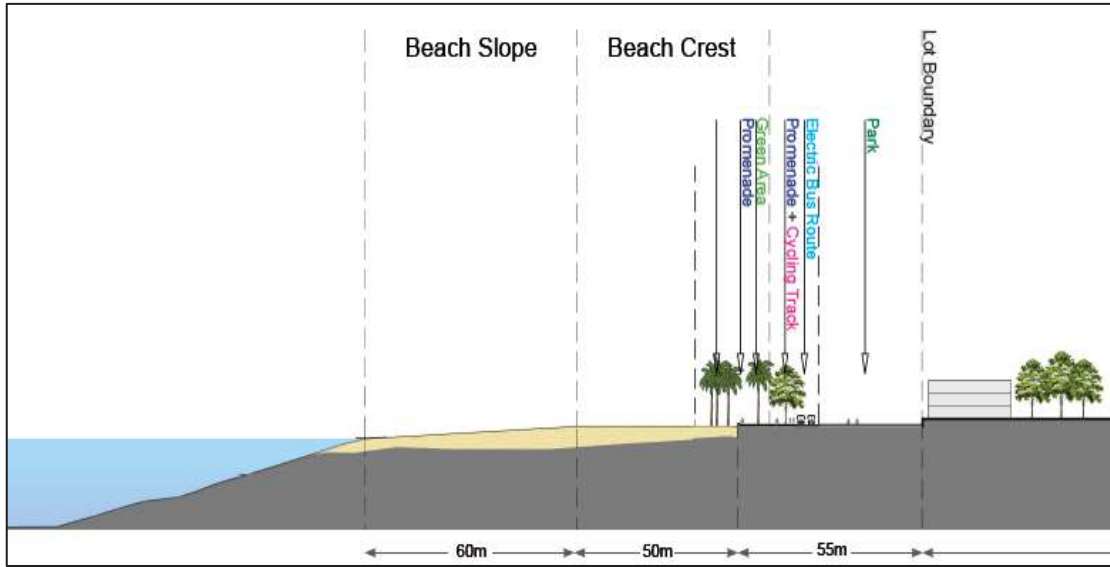 Beach Slope
Beach Crest
Lot Boundary
Promenade
Green Area
Promenade + Cycling Track
Electric Bus Route
Park
60m
50m
55m